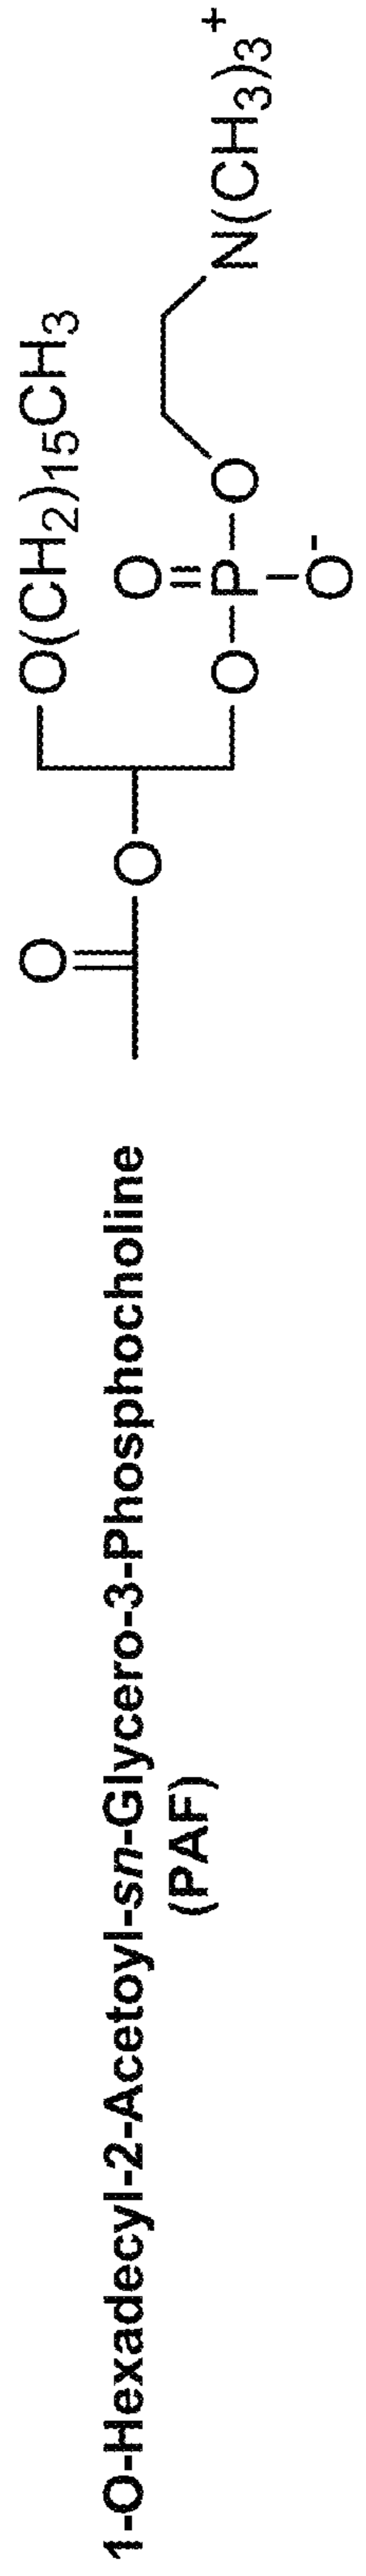 1-O-Hexadecyl-2-Acetoyl-sn-Glycero-3-Phosphocholine
(PAF)
O
O
O(CH2)15CH3
O
O
P
O-
O
N(CH3)3+